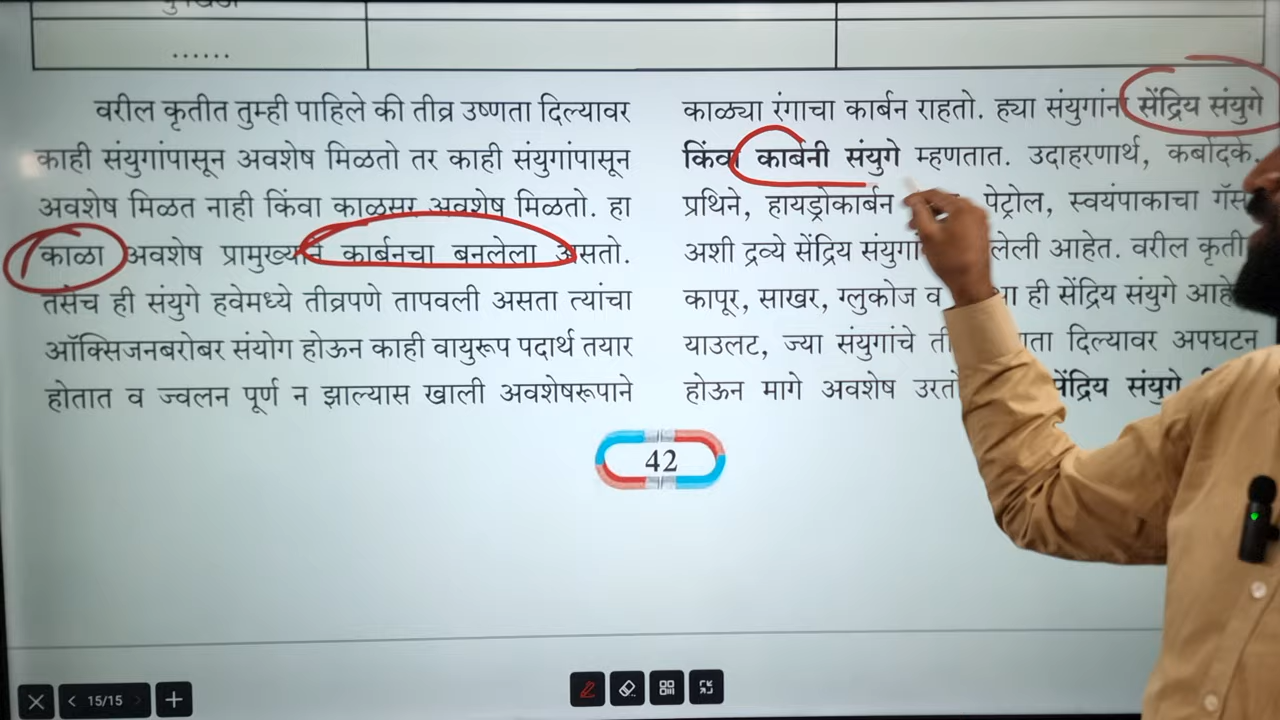 ......
वरील कृतीत तुम्ही पाहिले की तीव्र उष्णता दिल्यावर
काही संयुगांपासून अवशेष मिळतो तर काही संयुगांपासून
अवशेष मिळत नाही किंवा काळसर अवशेष मिळतो. हा
काळा अवशेष प्रामुख्याने कार्बनचा बनलेला असतो.
तसेच ही संयुगे हवेमध्ये तीव्रपणे तापवली असता त्यांचा
ऑक्सिजनबरोबर संयोग होऊन काही वायुरूप पदार्थ तयार
होतात व ज्वलन पूर्ण न झाल्यास खाली अवशेषरूपाने
काळ्या रंगाचा कार्बन राहतो. ह्या संयुगांना सेंद्रिय संयुगे
किंवा कार्बनी संयुगे म्हणतात. उदाहरणार्थ, कर्बोदके,
प्रथिने, हायड्रोकार्बन पेट्रोल, स्वयंपाकाचा गॅस
अशी द्रव्ये सेंद्रिय संयुगां लेली आहेत. वरील कृती
कापूर, साखर, ग्लुकोज व ही सेंद्रिय संयुगे आहे
याउलट, ज्या संयुगांचे ती दिल्यावर अपघटन
होऊन मागे अवशेष उरतो सेंद्रिय संयुगे
42
15/15